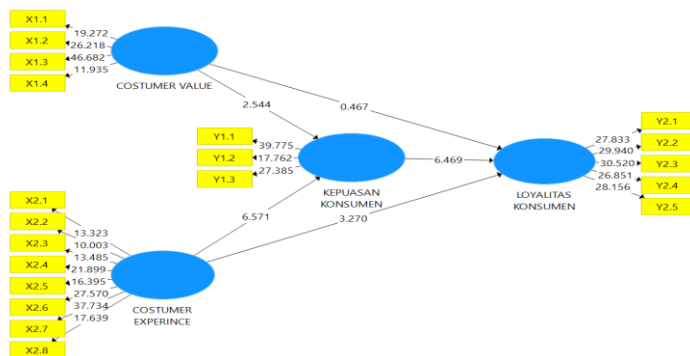 X1.1
X1.2
X1.3
X1.4
19.272
26.218
46.682
11.935
COSTUMER VALUE
2.544
0.467
Y1.1
Y1.2
Y1.3
39.775
17.762
27.385
KEPUASAN
KONSUMEN
6.469
6.571
3.270
27.833
29.940
30.520
26.851
28.156
Y2.1
Y2.2
Y2.3
Y2.4
Y2.5
LOYALITAS
KONSUMEN
X2.1
X2.2
X2.3
X2.4
X2.5
X2.6
X2.7
X2.8
13.323
10.003
13.485
21.899
16.395
27.570
37.734
17.639
COSTUMER
EXPERINCE